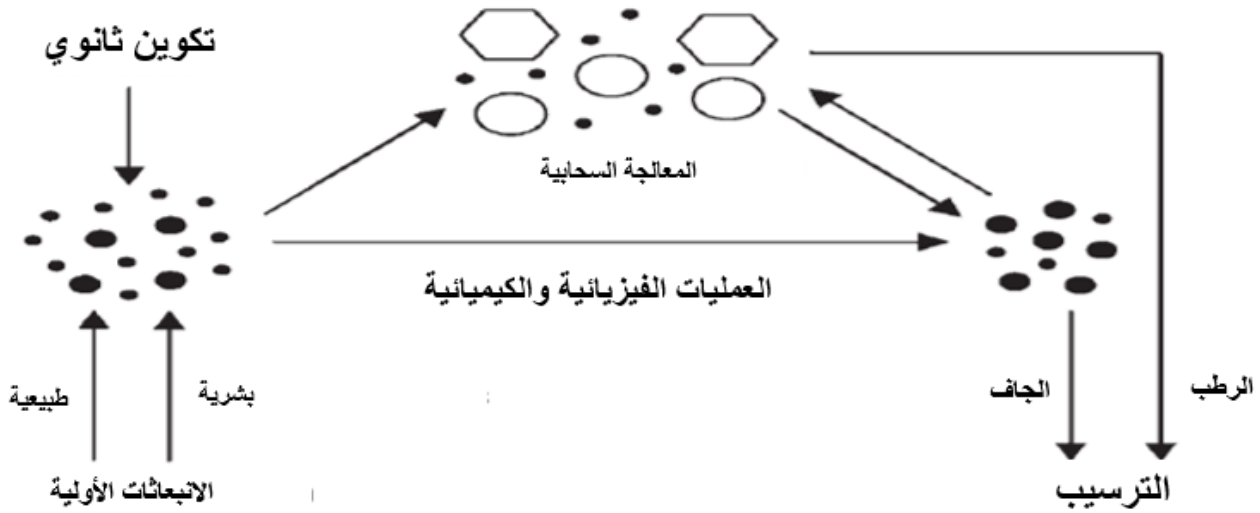 تكوين ثانوي
المعالجة السحابية
العمليات الفيزيائية والكيميائية
الرطب
الجاف
بشرية
طبيعية
الترسيب
الانبعاثات الأولية